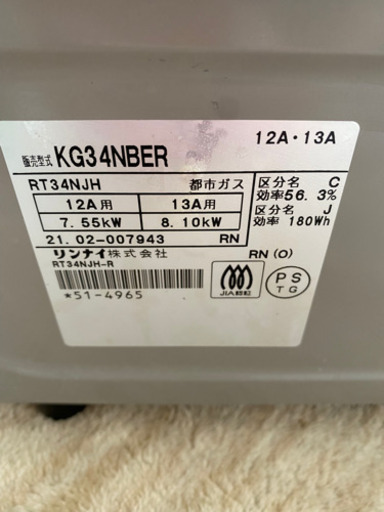 販売型式 KG34NBER 12A・13A
RT34NJH 都市ガス
12A用 13A用
7.55kW 8.10kW
区分名 C
効率56.3%
区分名 J
効率 180Wh
21.02-007943 RN
リンナイ株式会社 RN (O)
RT34NJH-R
*51-4965
JIA認証
PS
TG